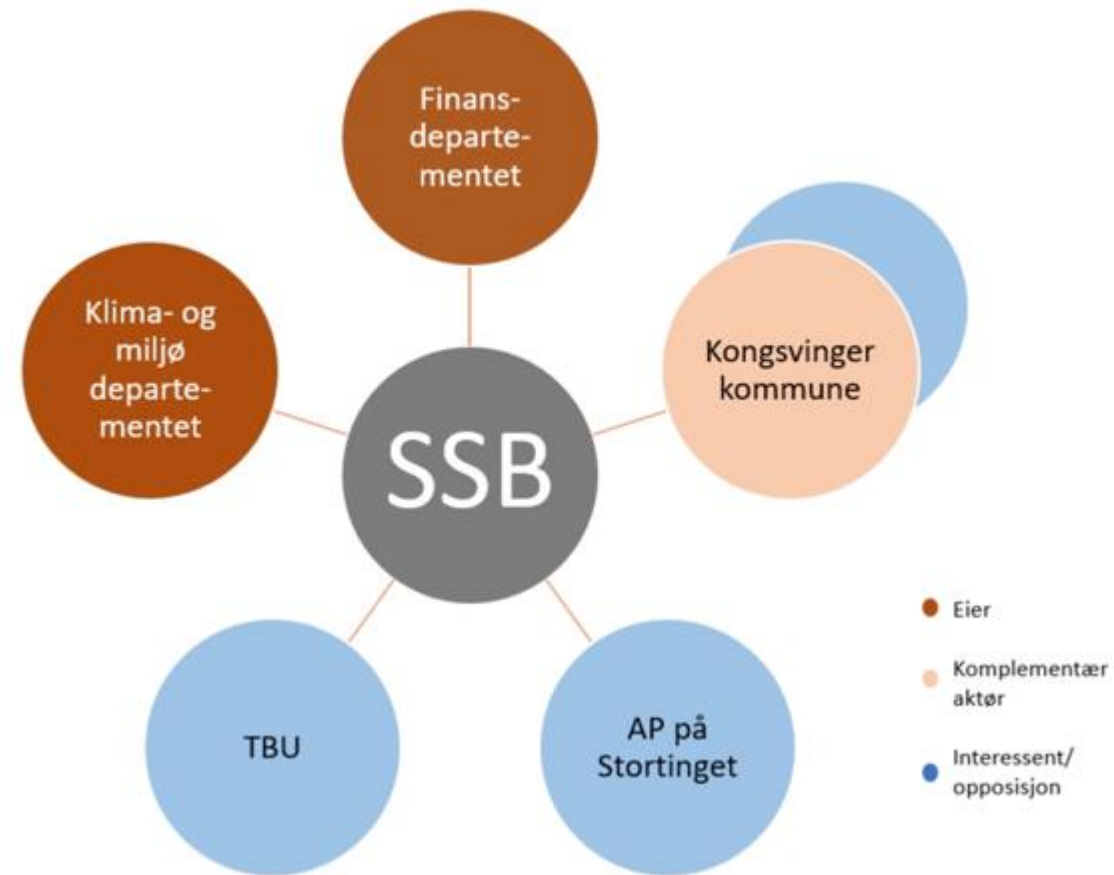 Finans-
departe-
mentet
Klima- og
miljø
departe-
mentet
Kongsvinger
kommune
SSB
TBU
AP på
Stortinget
Eier
Komplementær
aktør
Interessent/
opposisjon